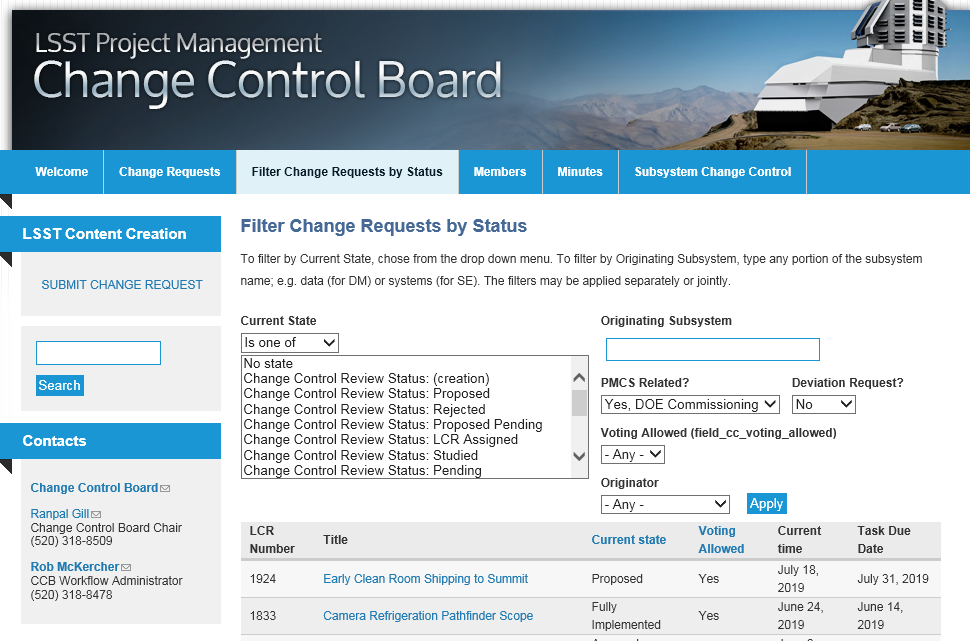 LSST Project Management
Change Control Board
Welcome
Change Requests
Filter Change Requests by Status
Members
Minutes
Subsystem Change Control
LSST Content Creation
SUBMIT CHANGE REQUEST
Search
Contacts
Change Control Board
Ranpal Gill
Change Control Board Chair
(520) 318-8509
Rob McKercher
CCB Workflow Administrator
(520) 318-8478
Filter Change Requests by Status
To filter by Current State, chose from the drop down menu. To filter by Originating Subsystem, type any portion of the subsystem
name; e.g. data (for DM) or systems (for SE). The filters may be applied separately or jointly.
Current State
Is one of
No state
Change Control Review Status: (creation)
Change Control Review Status: Proposed
Change Control Review Status: Rejected
Change Control Review Status: Proposed Pending
Change Control Review Status: LCR Assigned
Change Control Review Status: Studied
Change Control Review Status: Pending
Originating Subsystem
PMCS Related?
Deviation Request?
Yes, DOE Commissioning
No
Voting Allowed (field_cc_voting_allowed)
- Any -
Originator
- Any -
Apply
LCR
Number
Title
Current state
Voting
Allowed
Current
time
Task Due
Date
1924
Early Clean Room Shipping to Summit
Proposed
Yes
July 18,
2019
July 31, 2019
1833
Camera Refrigeration Pathfinder Scope
Fully
Implemented
Yes
June 24,
2019
June 14,
2019